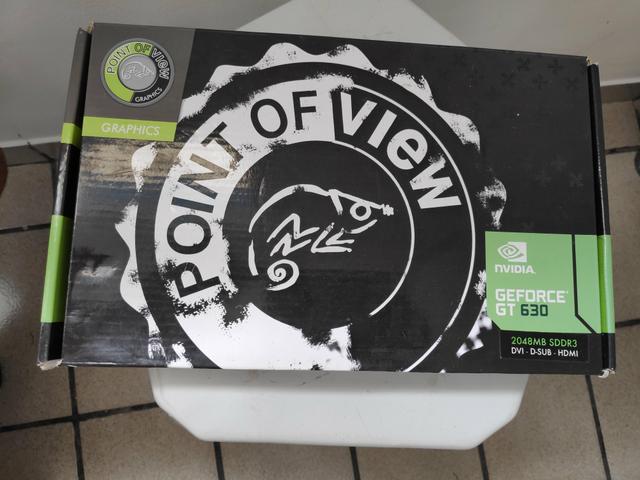 POINT OF VIEW
GRAPHICS
GRAPHICS
POINT OF VIEW
NVIDIA.
GEFORCE®
GT 630
2048MB SDDR3
DVI - D-SUB - HDMI